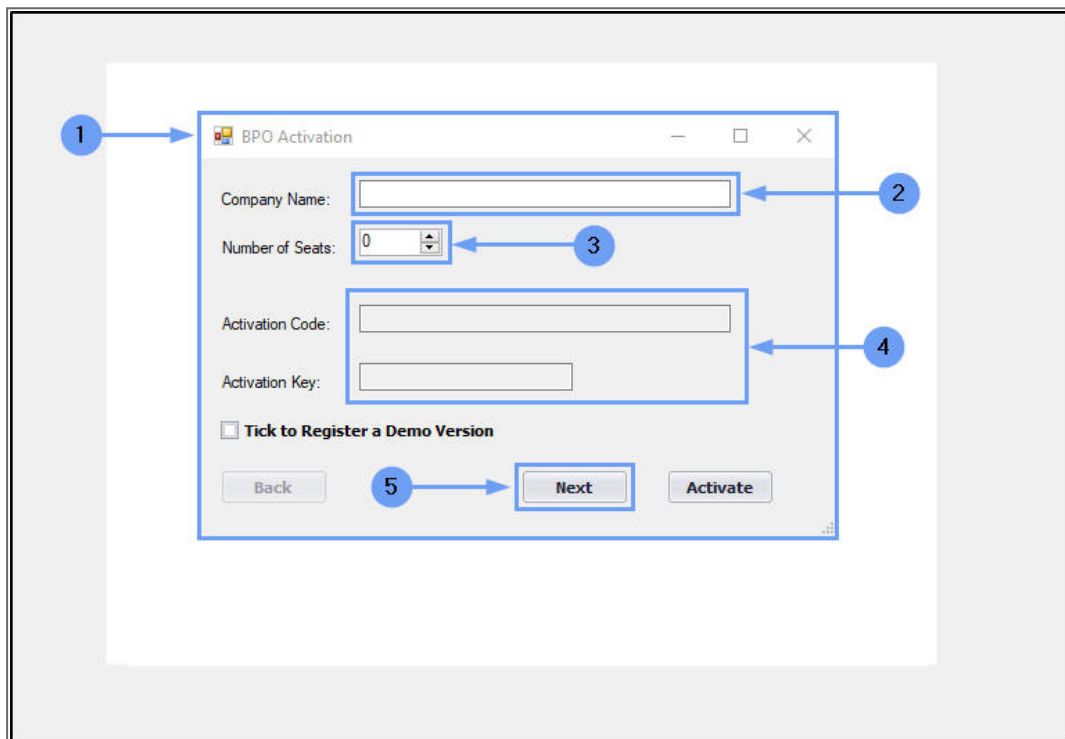 1
BPO Activation
Company Name:
2
Number of Seats: 0
3
Activation Code:
4
Activation Key:
Tick to Register a Demo Version
Back 5 Next Activate